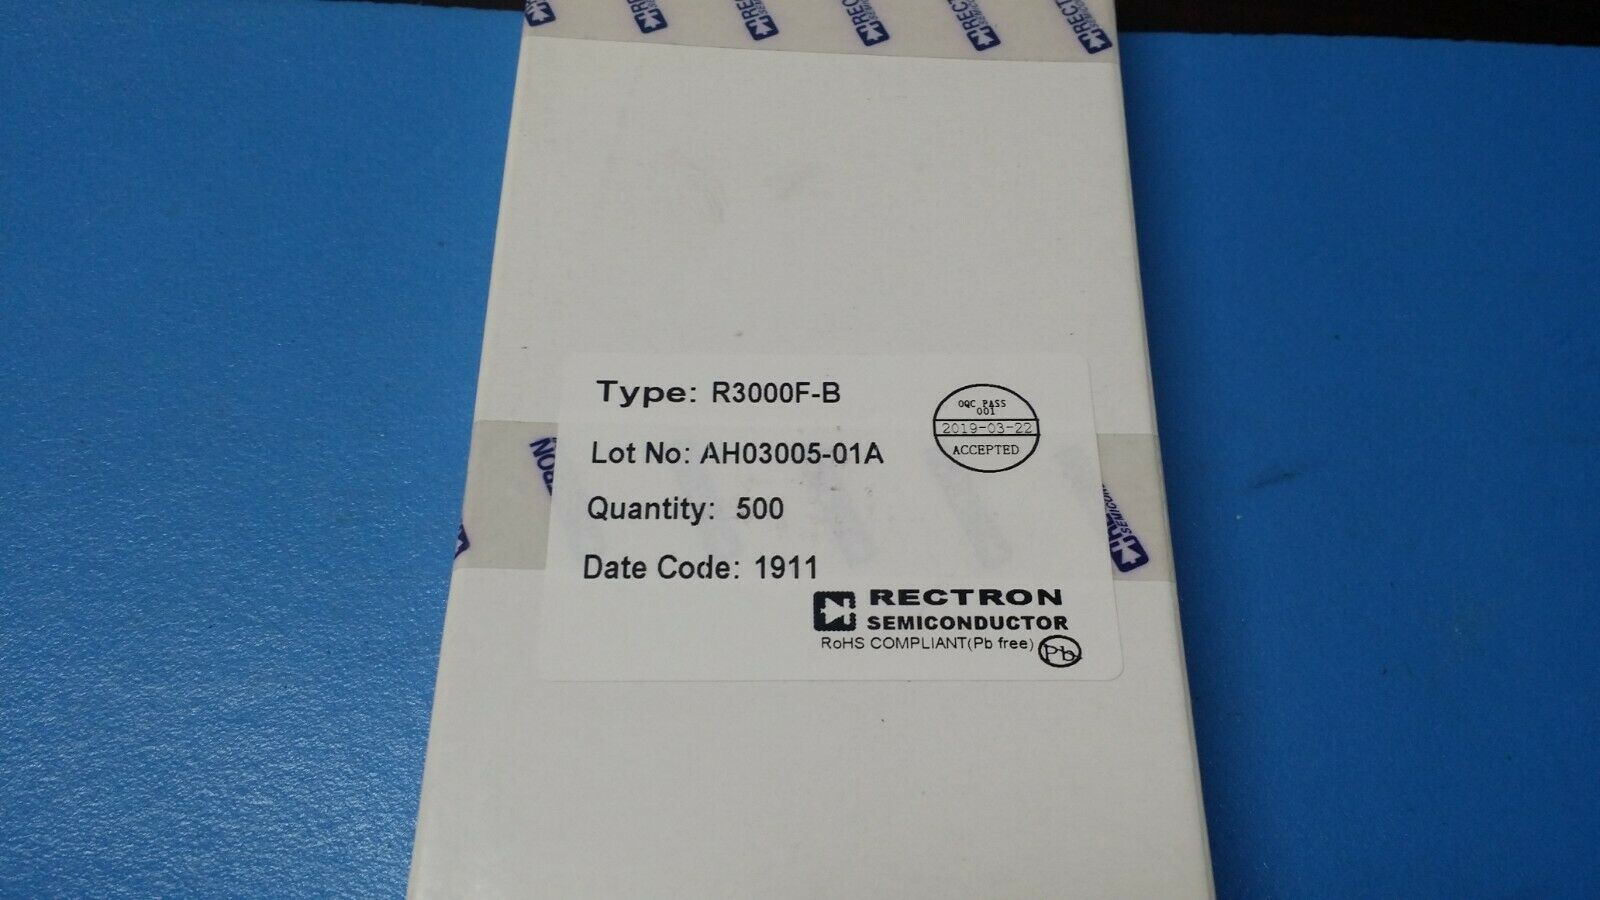 Type: R3000F-B
OQC PASS
001
2019-03-22
ACCEPTED
Lot No: AH03005-01A
Quantity: 500
Date Code: 1911
RECTRON
SEMICONDUCTOR
RoHS COMPLIANT(Pb free)
Pb